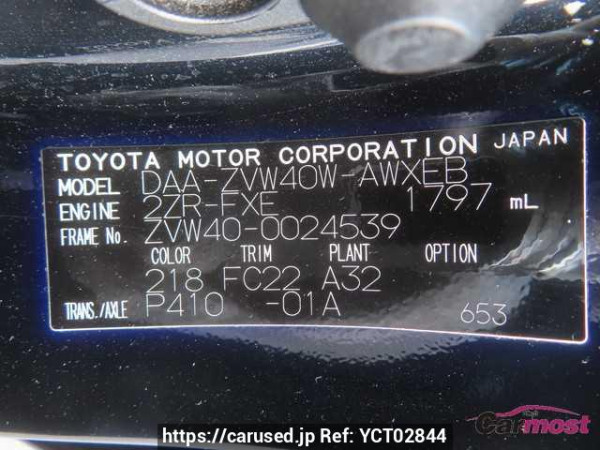 TOYOTA MOTOR CORPORATION JAPAN
MODEL DAA-ZVW40W-AWXEB
ENGINE 2ZR-FXE 1797 mL
FRAME No. ZVW40-0024539
COLOR TRIM PLANT OPTION
218 FC22 A32
TRANS./AXLE P410 -01A 653
Carmost
https://carused.jp Ref: YCT02844